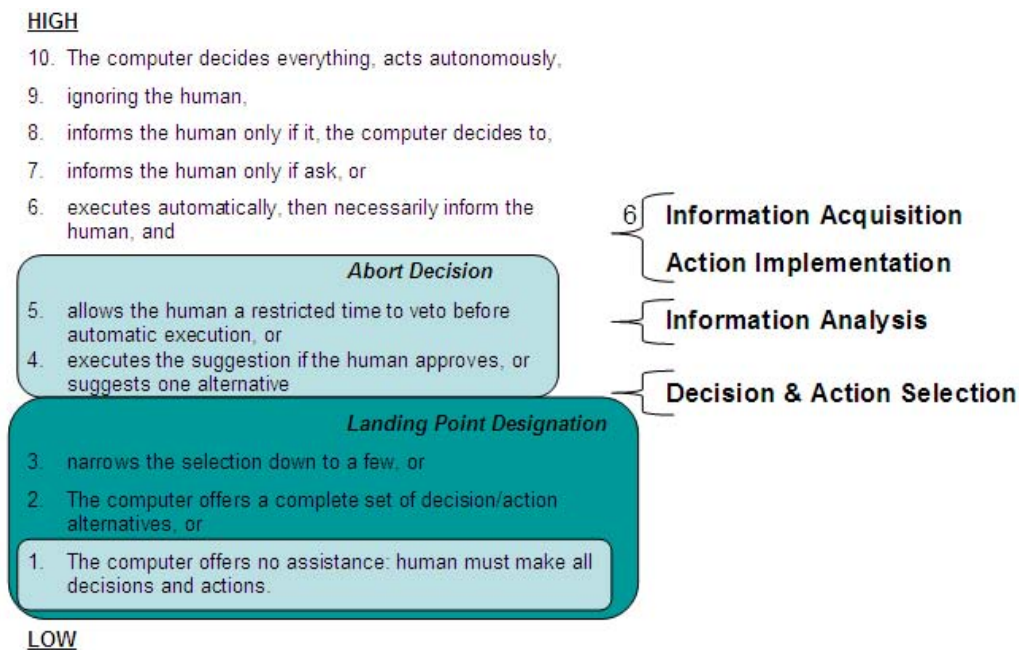 HIGH
10. The computer decides everything, acts autonomously,
9. ignoring the human,
8. informs the human only if it, the computer decides to,
7. informs the human only if ask, or
6. executes automatically, then necessarily inform the
human, and
Abort Decision
5. allows the human a restricted time to veto before
automatic execution, or
4. executes the suggestion if the human approves, or
suggests one alternative
Landing Point Designation
3. narrows the selection down to a few, or
2. The computer offers a complete set of decision/action
alternatives, or
1. The computer offers no assistance: human must make all
decisions and actions.
LOW
6
Information Acquisition
Action Implementation
Information Analysis
Decision & Action Selection